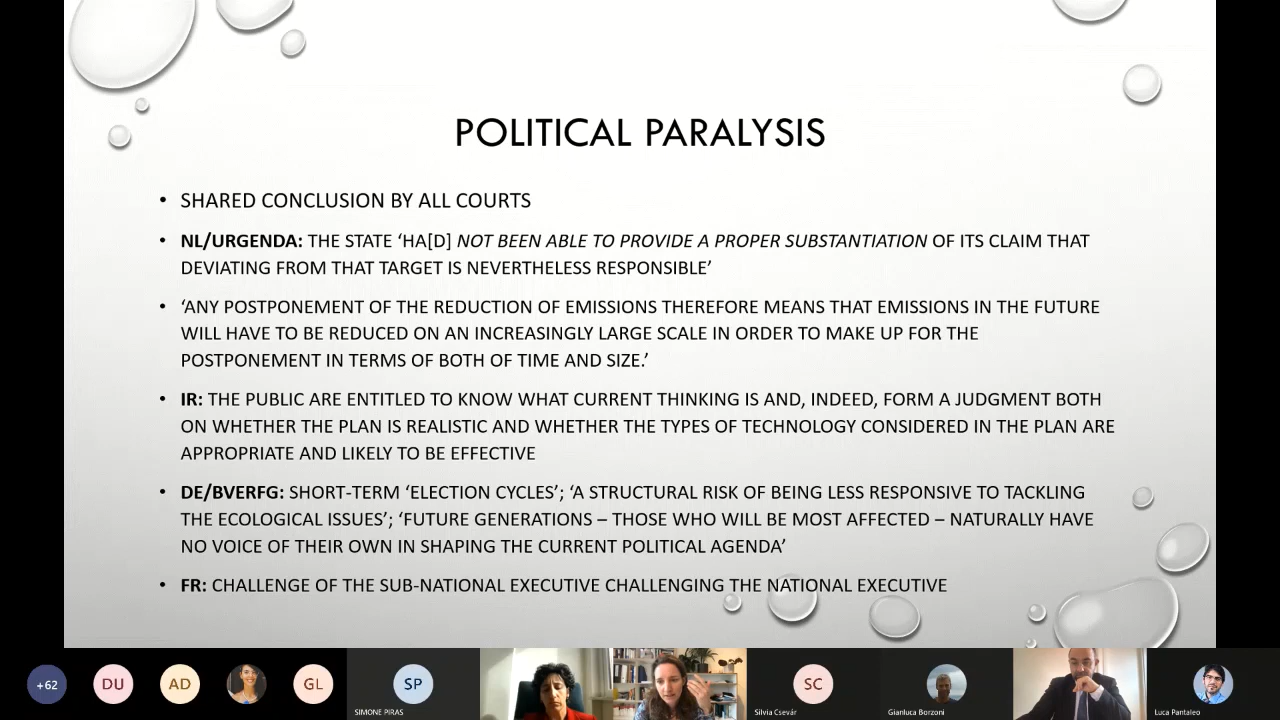 POLITICAL PARALYSIS
• SHARED CONCLUSION BY ALL COURTS
• NL/URGENDA: THE STATE ‘HA[D] NOT BEEN ABLE TO PROVIDE A PROPER SUBSTANTIATION OF ITS CLAIM THAT
DEVIATING FROM THAT TARGET IS NEVERTHELESS RESPONSIBLE’
• ‘ANY POSTPONEMENT OF THE REDUCTION OF EMISSIONS THEREFORE MEANS THAT EMISSIONS IN THE FUTURE
WILL HAVE TO BE REDUCED ON AN INCREASINGLY LARGE SCALE IN ORDER TO MAKE UP FOR THE
POSTPONEMENT IN TERMS OF BOTH OF TIME AND SIZE.’
• IR: THE PUBLIC ARE ENTITLED TO KNOW WHAT CURRENT THINKING IS AND, INDEED, FORM A JUDGMENT BOTH
ON WHETHER THE PLAN IS REALISTIC AND WHETHER THE TYPES OF TECHNOLOGY CONSIDERED IN THE PLAN ARE
APPROPRIATE AND LIKELY TO BE EFFECTIVE
• DE/BVERFG: SHORT-TERM ‘ELECTION CYCLES’; ‘A STRUCTURAL RISK OF BEING LESS RESPONSIVE TO TACKLING
THE ECOLOGICAL ISSUES’; ‘FUTURE GENERATIONS – THOSE WHO WILL BE MOST AFFECTED – NATURALLY HAVE
NO VOICE OF THEIR OWN IN SHAPING THE CURRENT POLITICAL AGENDA’
• FR: CHALLENGE OF THE SUB-NATIONAL EXECUTIVE CHALLENGING THE NATIONAL EXECUTIVE
+62 DU AD GL SP SC
SIMONE PIRAS Silvia Csevár Gianluca Borzoni Luca Pantaleo